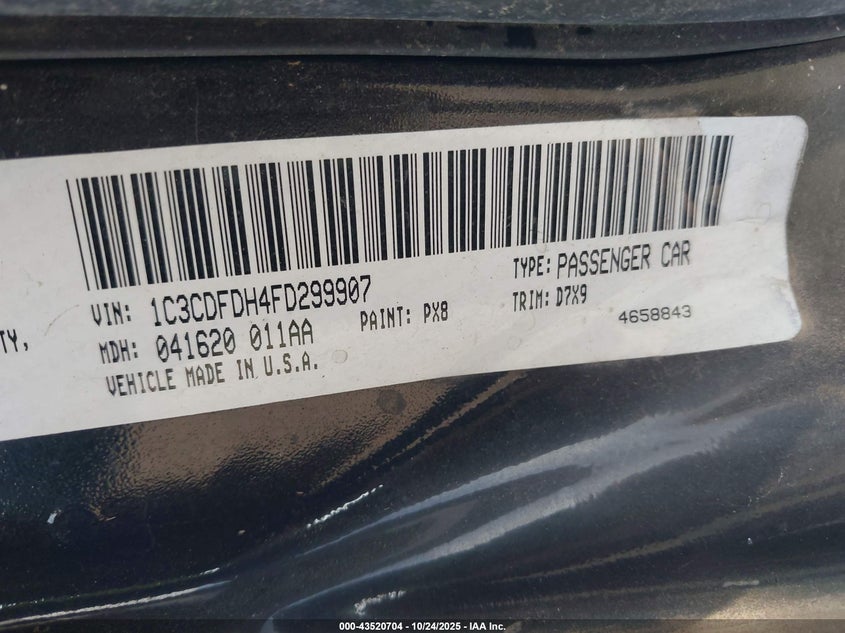 VIN: 1C3CDFDH4FD299907 TYPE: PASSENGER CAR
TY, MDH: 041620 011AA PAINT: PX8 TRIM: D7X9
VEHICLE MADE IN U.S.A. 4658843
000-43520704 - 10/24/2025 - IAA Inc.